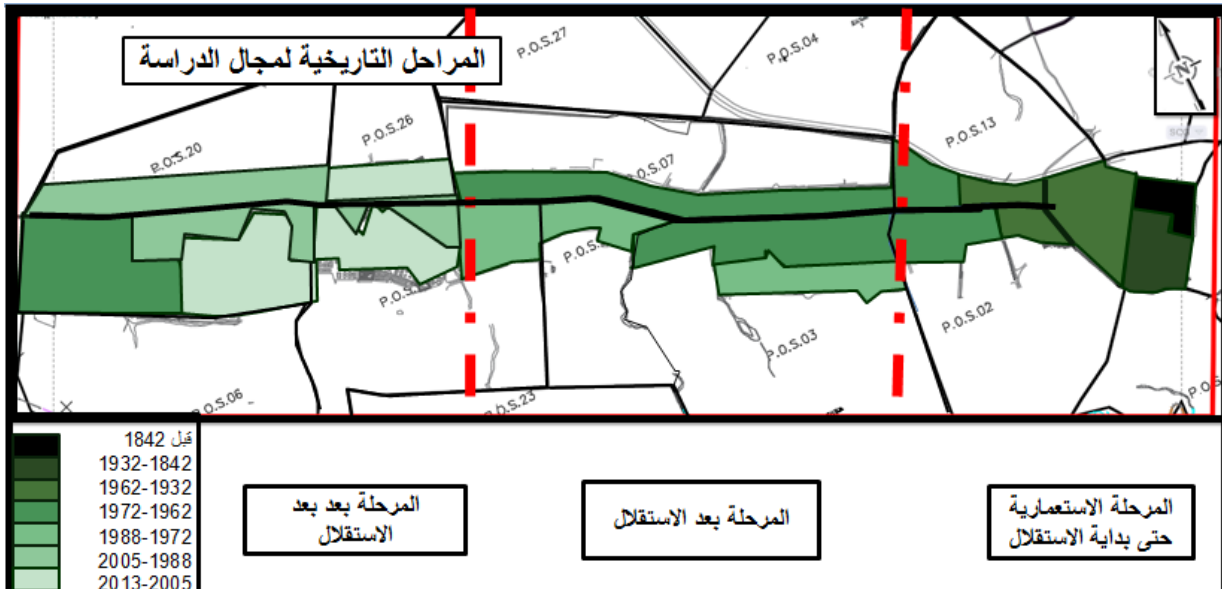 المراحل التاريخية لمجال الدراسة
P.O.S.27
P.O.S.04
N
P.O.S.26
P.O.S.13
P.O.S.20
P.O.S.02
P.O.S.03
P.O.S.06
قبل 1842
1932-1842
1962-1932
1972-1962
1988-1972
2005-1988
2013-2005
المرحلة بعد بعد
الاستقلال
المرحلة بعد الاستقلال
المرحلة الاستعمارية
حتى بداية الاستقلال